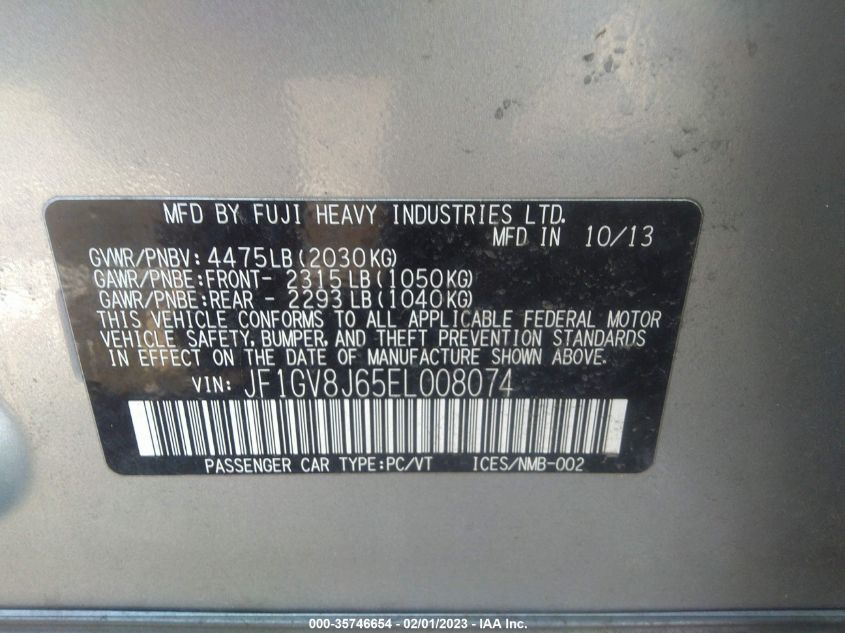 MFD BY FUJI HEAVY INDUSTRIES LTD.
MFD IN 10/13
GVWR/PNBV: 4475LB(2030KG)
GAWR/PNBE:FRONT- 2315LB(1050KG)
GAWR/PNBE:REAR - 2293LB(1040KG)
THIS VEHICLE CONFORMS TO ALL APPLICABLE FEDERAL MOTOR
VEHICLE SAFETY, BUMPER, AND THEFT PREVENTION STANDARDS
IN EFFECT ON THE DATE OF MANUFACTURE SHOWN ABOVE.
VIN: JF1GV8J65EL008074
PASSENGER CAR TYPE:PC/VT ICES/NMB-002
000-35746654 - 02/01/2023 - IAA Inc.